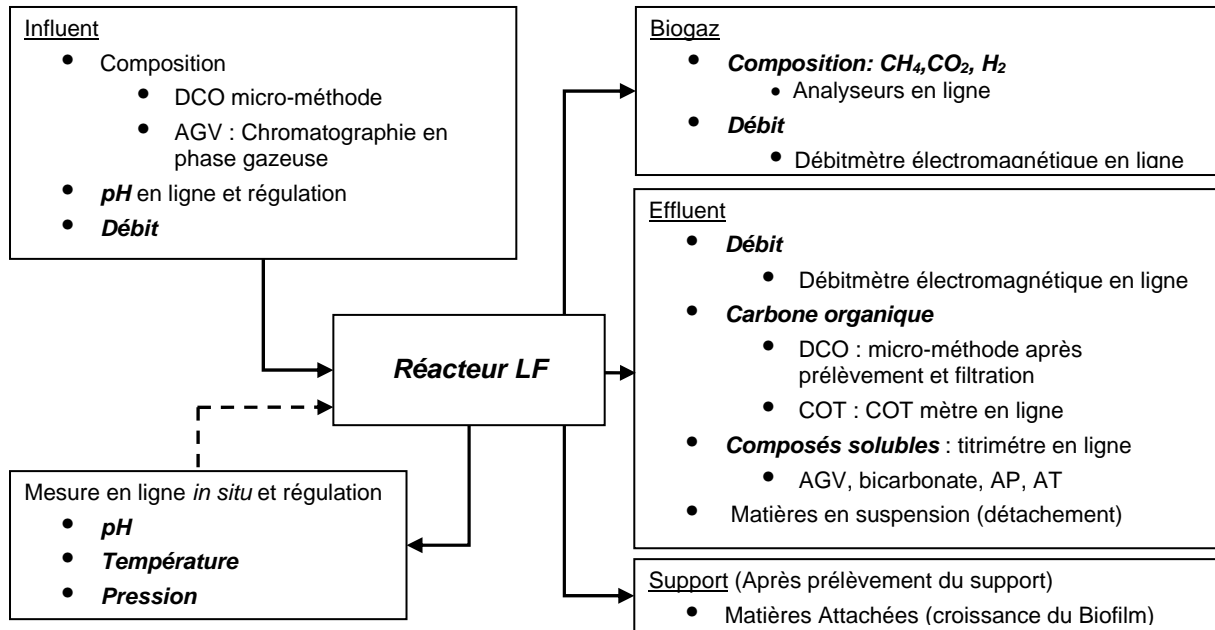 Influent
• Composition
• DCO micro-méthode
• AGV : Chromatographie en
phase gazeuse
• pH en ligne et régulation
• Débit
Réacteur LF
Mesure en ligne in situ et régulation
• pH
• Température
• Pression
Biogaz
• Composition: CH₄,CO₂, H₂
• Analyseurs en ligne
• Débit
• Débitmètre électromagnétique en ligne
Effluent
• Débit
• Débitmètre électromagnétique en ligne
• Carbone organique
• DCO : micro-méthode après
prélèvement et filtration
• COT : COT mètre en ligne
• Composés solubles : titrimétre en ligne
• AGV, bicarbonate, AP, AT
• Matières en suspension (détachement)
Support (Après prélèvement du support)
• Matières Attachées (croissance du Biofilm)